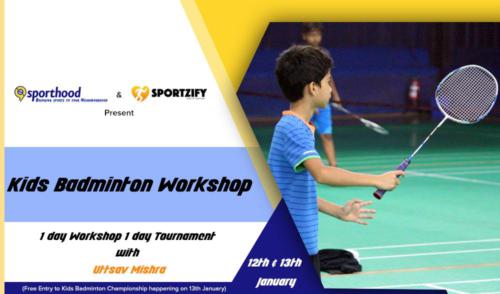 sporthood
BRINGING SPORTS TO YOUR NEIGHBOURHOOD
& SPORTZIFY
Present
Kids Badminton Workshop
1 day Workshop 1 day Tournament
with
Uttsav Mishra
12th & 13th
January
(Free Entry to Kids Badminton Championship happening on 13th January)